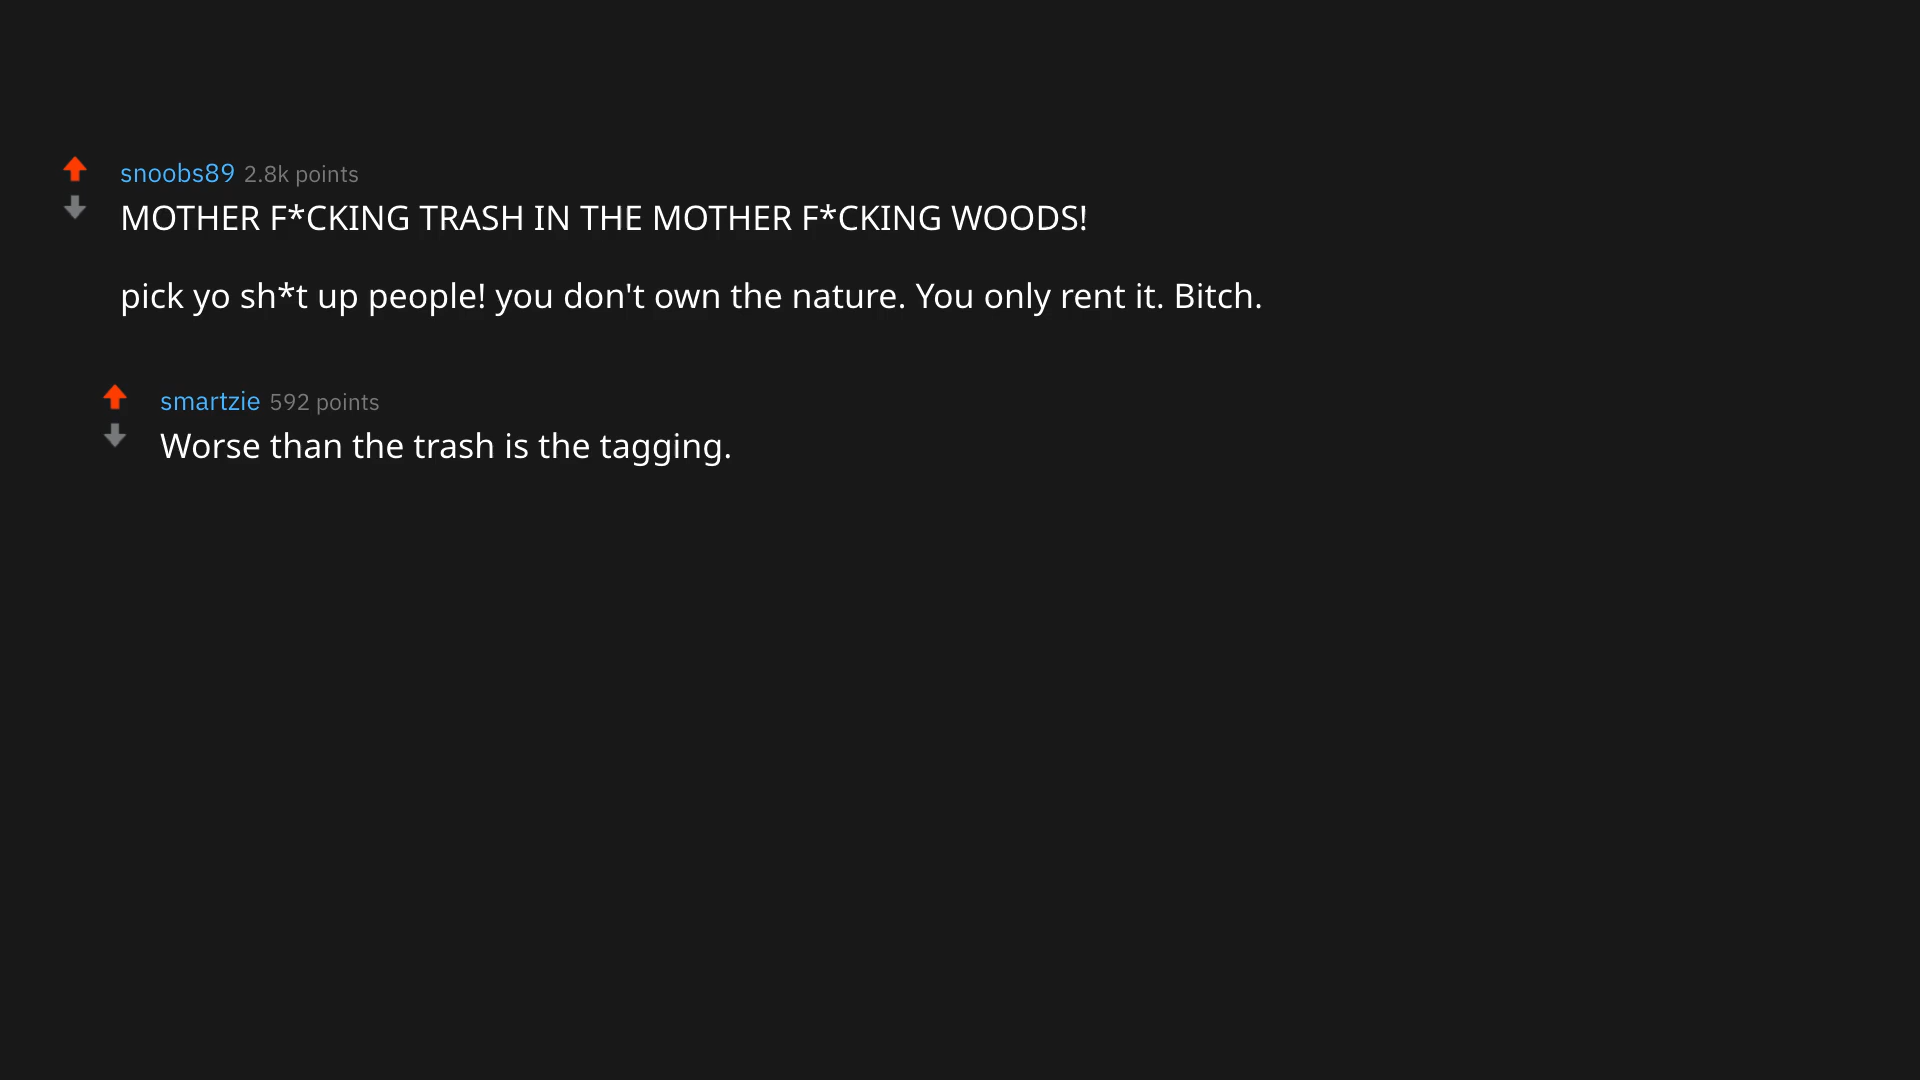 snoobs89 2.8k points
MOTHER F*CKING TRASH IN THE MOTHER F*CKING WOODS!
pick yo sh*t up people! you don't own the nature. You only rent it. Bitch.
smartzie 592 points
Worse than the trash is the tagging.